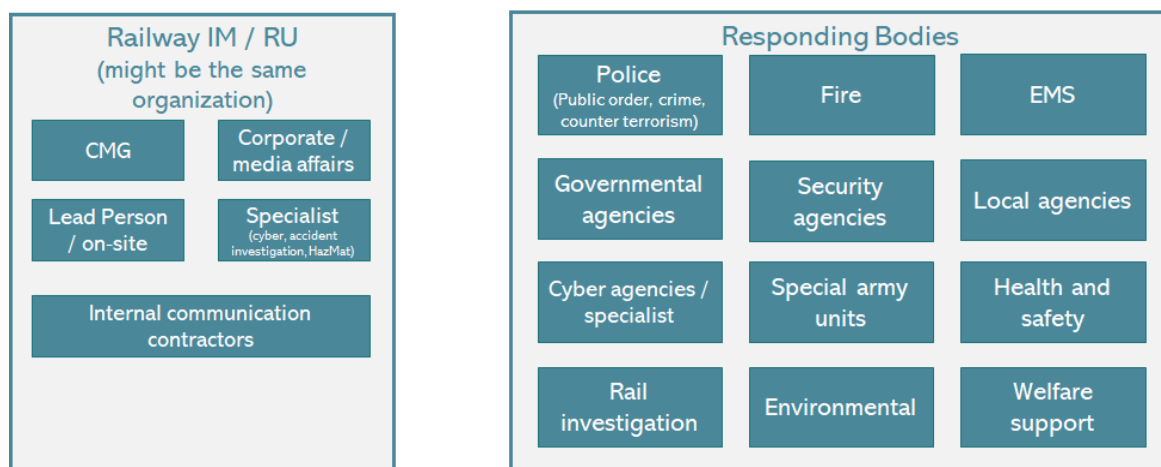 Railway IM / RU
(might be the same
organization)
CMG
Corporate /
media affairs
Lead Person
/ on-site
Specialist
(cyber, accident
investigation, HazMat)
Internal communication
contractors
Responding Bodies
Police
(Public order, crime,
counter terrorism)
Fire
EMS
Governmental
agencies
Security
agencies
Local agencies
Cyber agencies /
specialist
Special army
units
Health and
safety
Rail
investigation
Environmental
Welfare
support